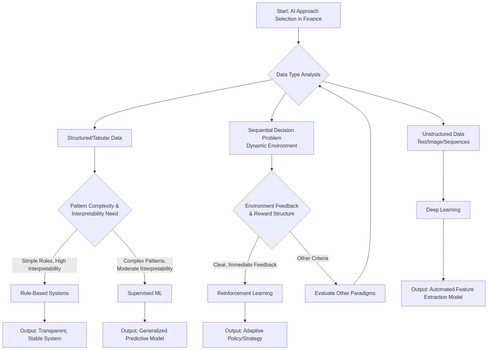 Start: AI Approach
Selection in Finance
Data Type Analysis
Structured/Tabular Data
Sequential Decision
Problem
Dynamic Environment
Unstructured Data
Text/Image/Sequences
Pattern Complexity &
Interpretability Need
Environment Feedback
& Reward Structure
Deep Learning
Simple Rules, High
Interpretability
Complex Patterns,
Moderate Interpretability
Clear, Immediate Feedback
Other Criteria
Rule-Based Systems
Supervised ML
Reinforcement Learning
Evaluate Other Paradigms
Output: Automated Feature
Extraction Model
Output: Transparent,
Stable System
Output: Generalized
Predictive Model
Output: Adaptive
Policy/Strategy